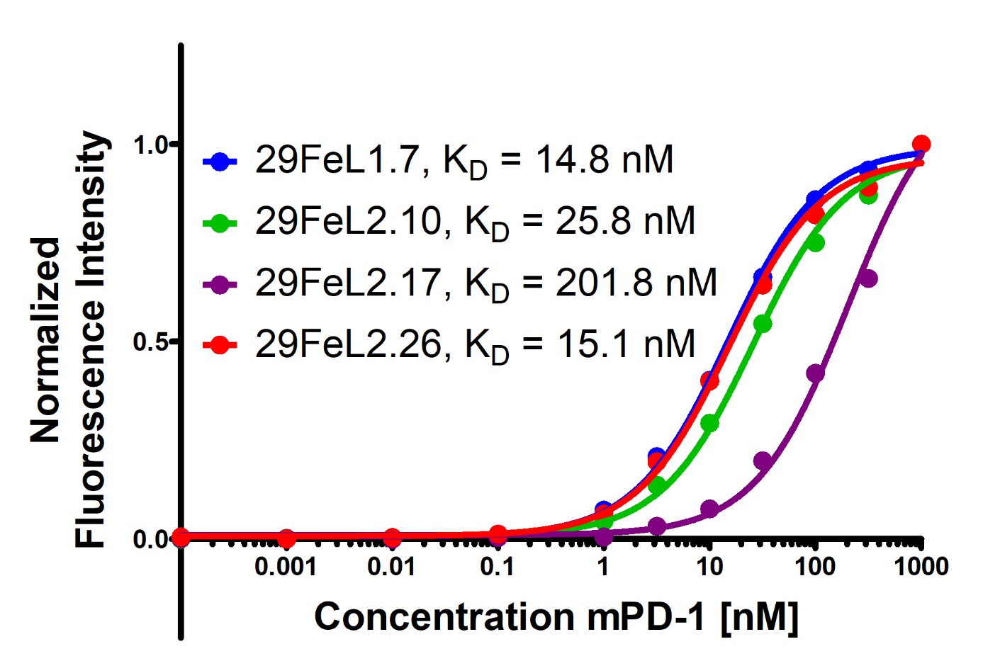 Normalized
Fluorescence Intensity
1.0
0.5
0.0
29FeL1.7, KD = 14.8 nM
29FeL2.10, KD = 25.8 nM
29FeL2.17, KD = 201.8 nM
29FeL2.26, KD = 15.1 nM
0.001 0.01 0.1 1 10 100 1000
Concentration mPD-1 [nM]